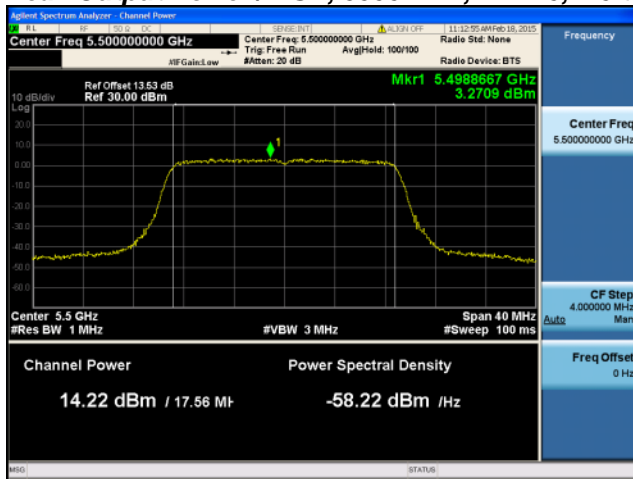 Agilent Spectrum Analyzer - Channel Power
RL RF 50 Ω DC SENSE:INT ALIGN OFF 11:12:55 AM Feb 18, 2015
Center Freq 5.500000000 GHz
Center Freq: 5.500000000 GHz
Radio Std: None
Trig: Free Run Avg|Hold: 100/100
#IFGain:Low #Atten: 20 dB Radio Device: BTS
Ref Offset 13.53 dB
10 dB/div Ref 30.00 dBm
Mkr1 5.4988667 GHz
3.2709 dBm
Log
20.0
10.0
1
0.00
-10.0
-20.0
-30.0
-40.0
-50.0
-60.0
Center 5.5 GHz Span 40 MHz
#Res BW 1 MHz #VBW 3 MHz #Sweep 100 ms
Channel Power Power Spectral Density
14.22 dBm / 17.56 MH -58.22 dBm /Hz
MSG STATUS
Frequency
Center Freq
5.500000000 GHz
CF Step
4.000000 MHz
Auto Man
Freq Offset
0 Hz